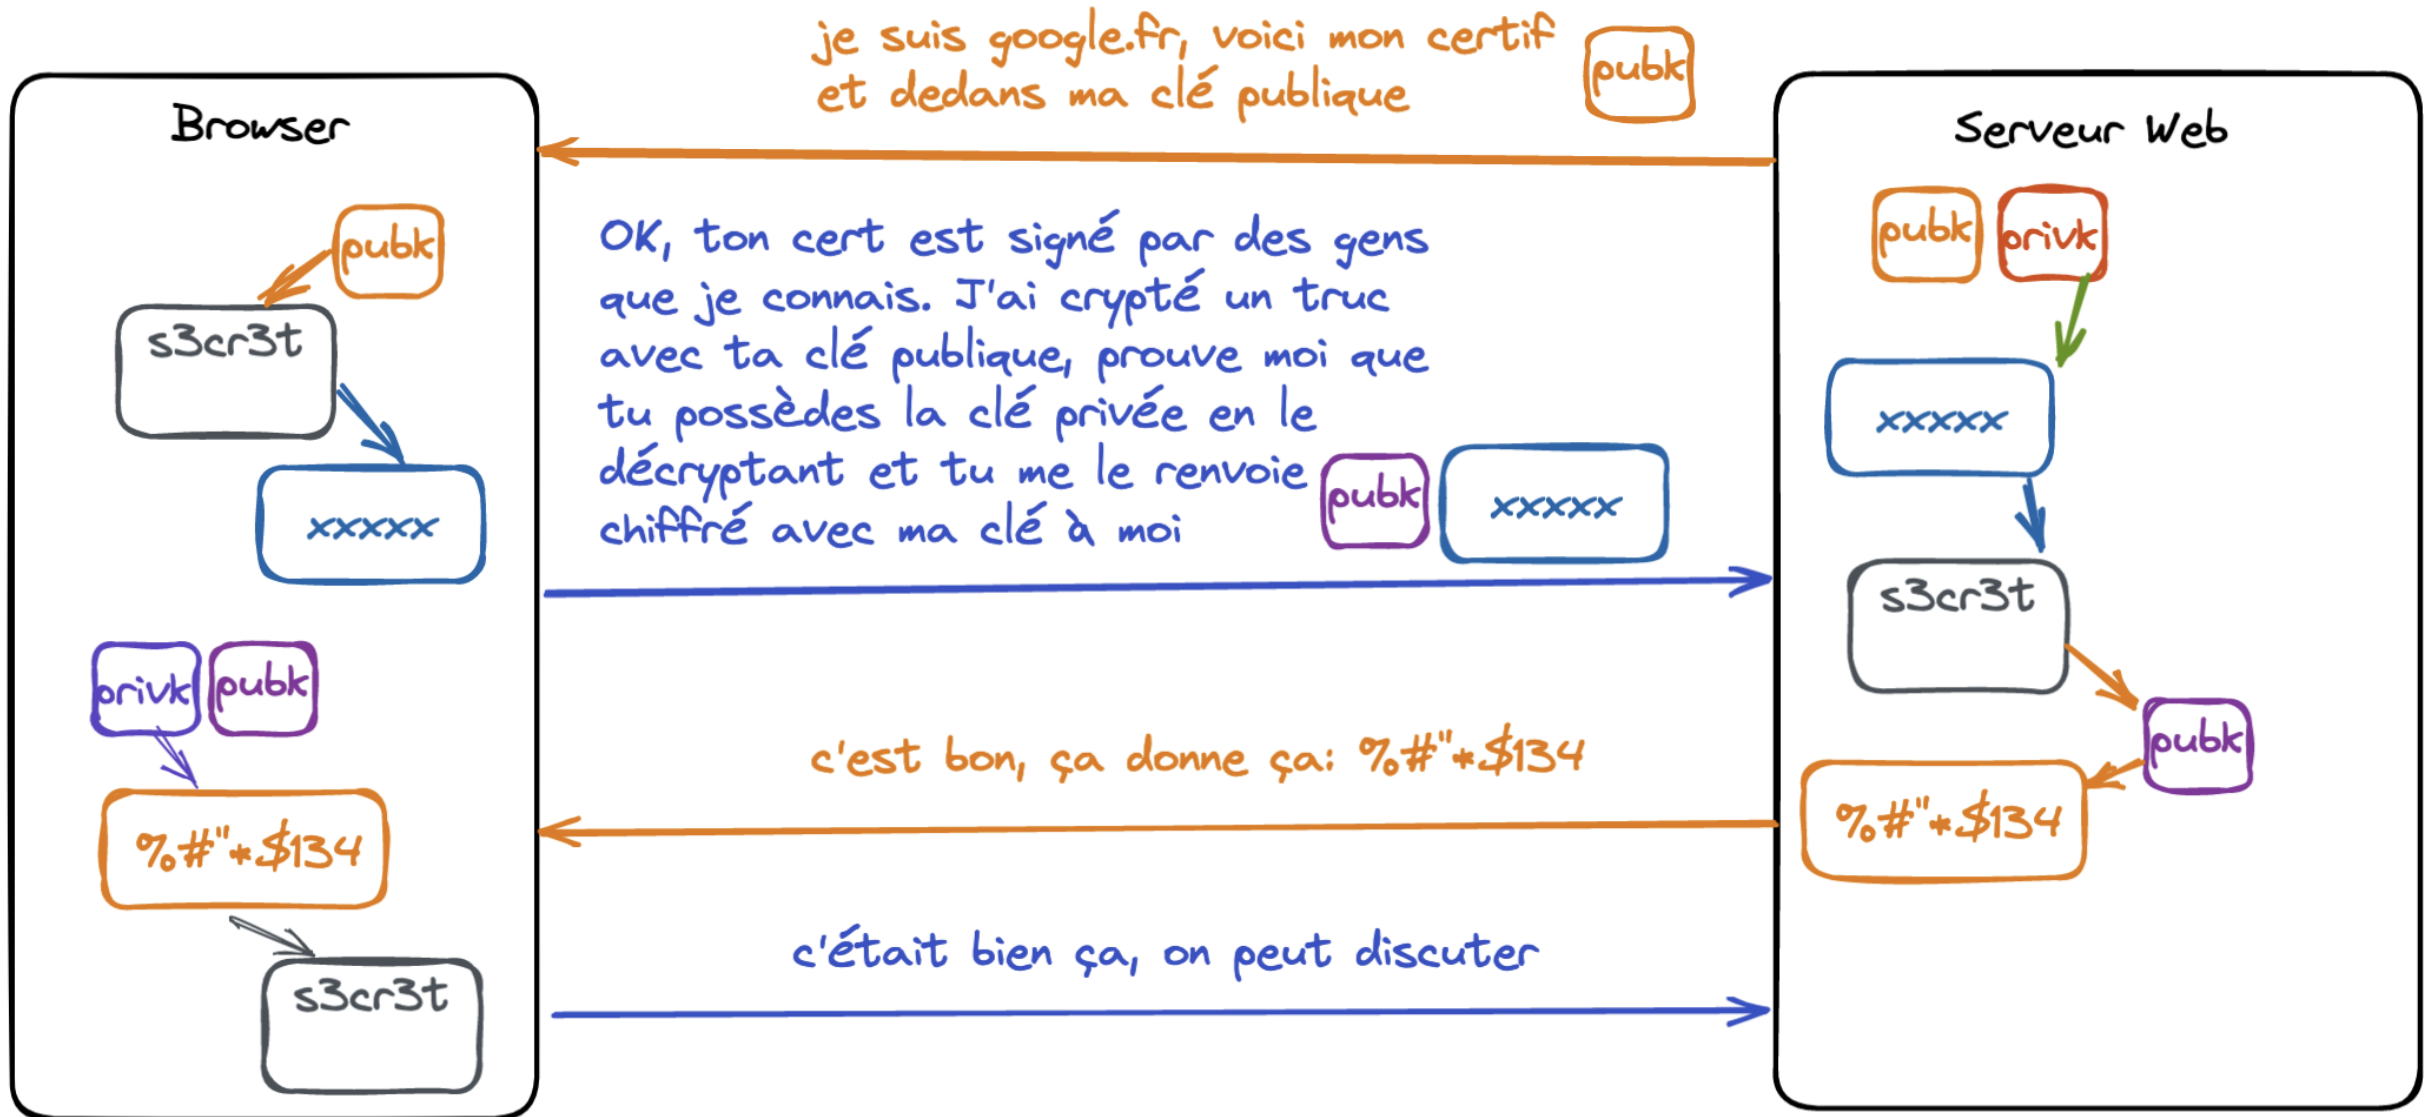 je suis google.fr, voici mon certif
et dedans ma clé publique
pubk
Browser
Serveur Web
pubk
s3cr3t
xxxxx
OK, ton cert est signé par des gens
que je connais. J'ai crypté un truc
avec ta clé publique, prouve moi que
tu possèdes la clé privée en le
décryptant et tu me le renvoie
chiffré avec ma clé à moi
pubk
xxxxx
pubk
privk
xxxxx
s3cr3t
pubk
%#"*$134
privk
pubk
%#"*$134
s3cr3t
c'est bon, ça donne ça: %#"*$134
c'était bien ça, on peut discuter